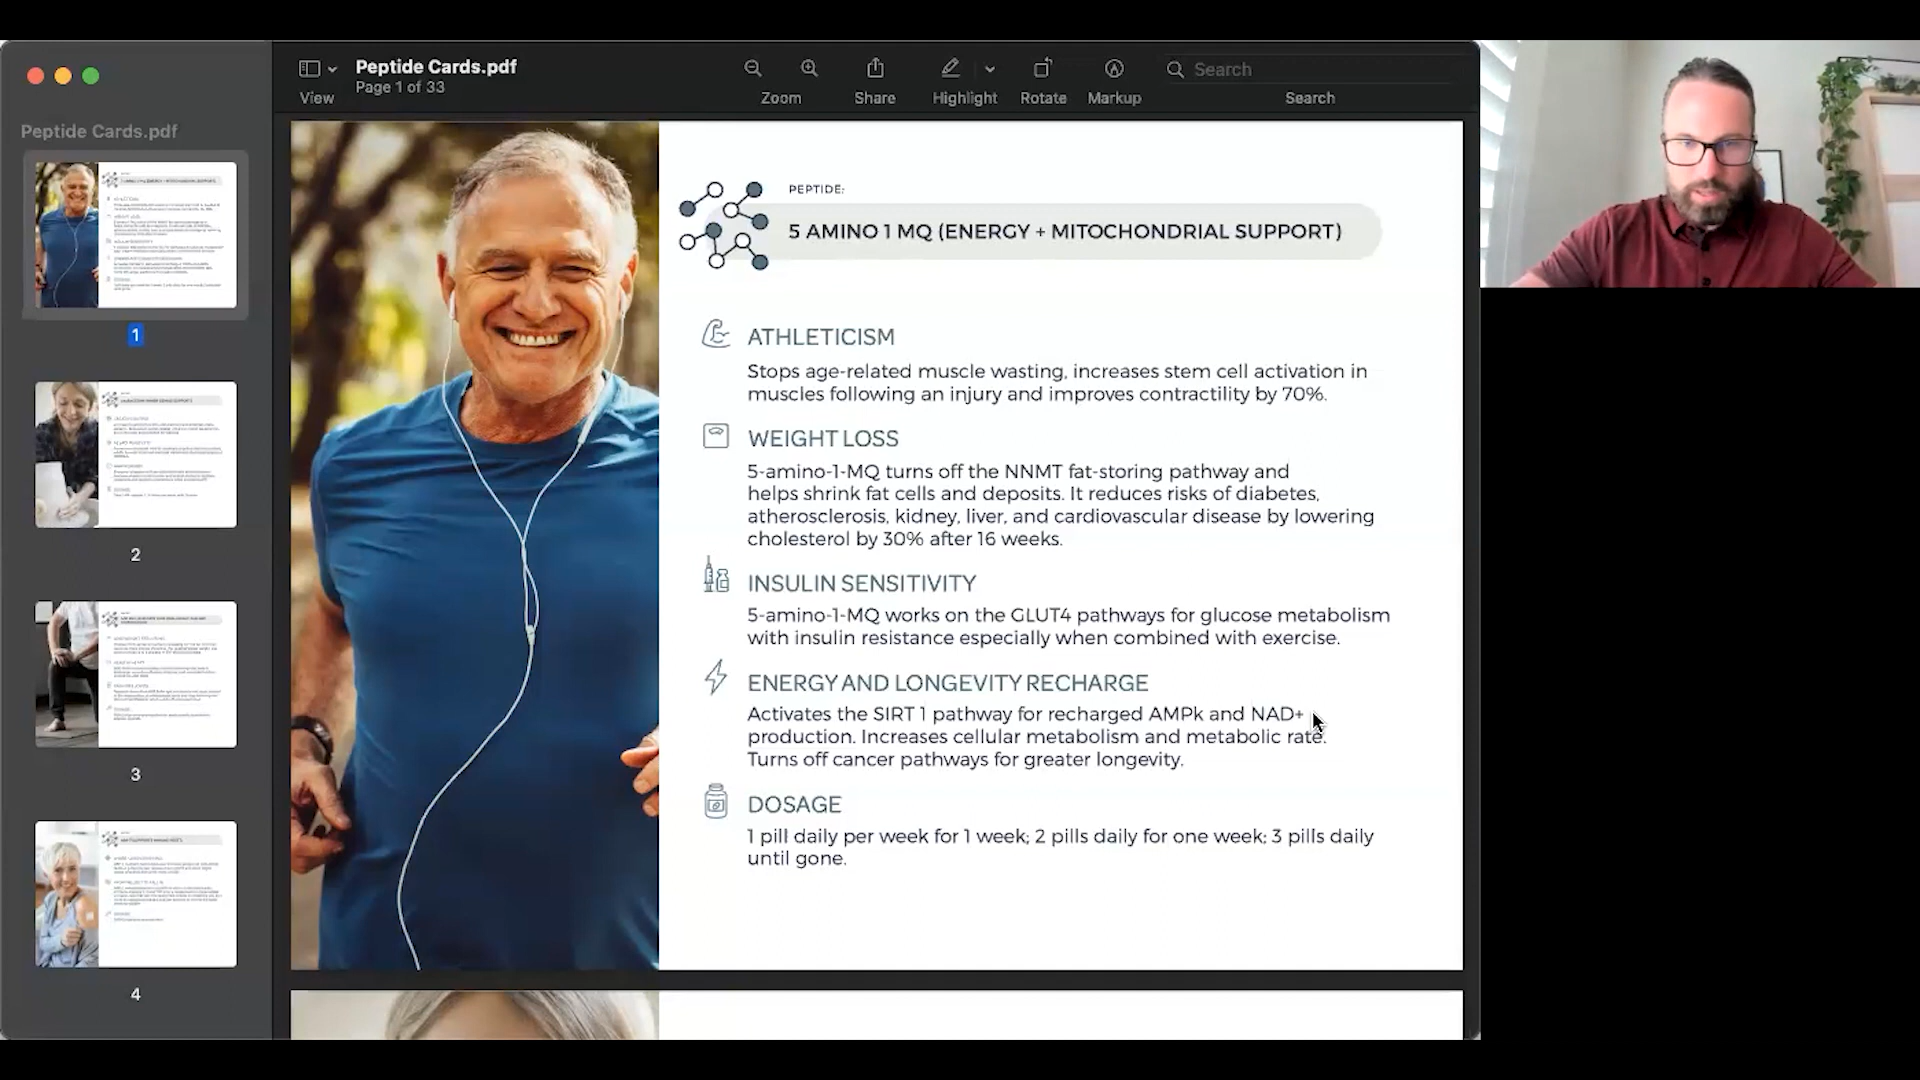 Peptide Cards.pdf
Page 1 of 33
View
Zoom
Share
Highlight
Rotate
Markup
Search
Search
Peptide Cards.pdf
1
2
3
4
PEPTIDE:
5 AMINO 1 MQ (ENERGY + MITOCHONDRIAL SUPPORT)
ATHLETICISM
Stops age-related muscle wasting, increases stem cell activation in
muscles following an injury and improves contractility by 70%.
WEIGHT LOSS
5-amino-1-MQ turns off the NNMT fat-storing pathway and
helps shrink fat cells and deposits. It reduces risks of diabetes,
atherosclerosis, kidney, liver, and cardiovascular disease by lowering
cholesterol by 30% after 16 weeks.
INSULIN SENSITIVITY
5-amino-1-MQ works on the GLUT4 pathways for glucose metabolism
with insulin resistance especially when combined with exercise.
ENERGY AND LONGEVITY RECHARGE
Activates the SIRT 1 pathway for recharged AMPk and NAD+
production. Increases cellular metabolism and metabolic rate.
Turns off cancer pathways for greater longevity.
DOSAGE
1 pill daily per week for 1 week; 2 pills daily for one week; 3 pills daily
until gone.